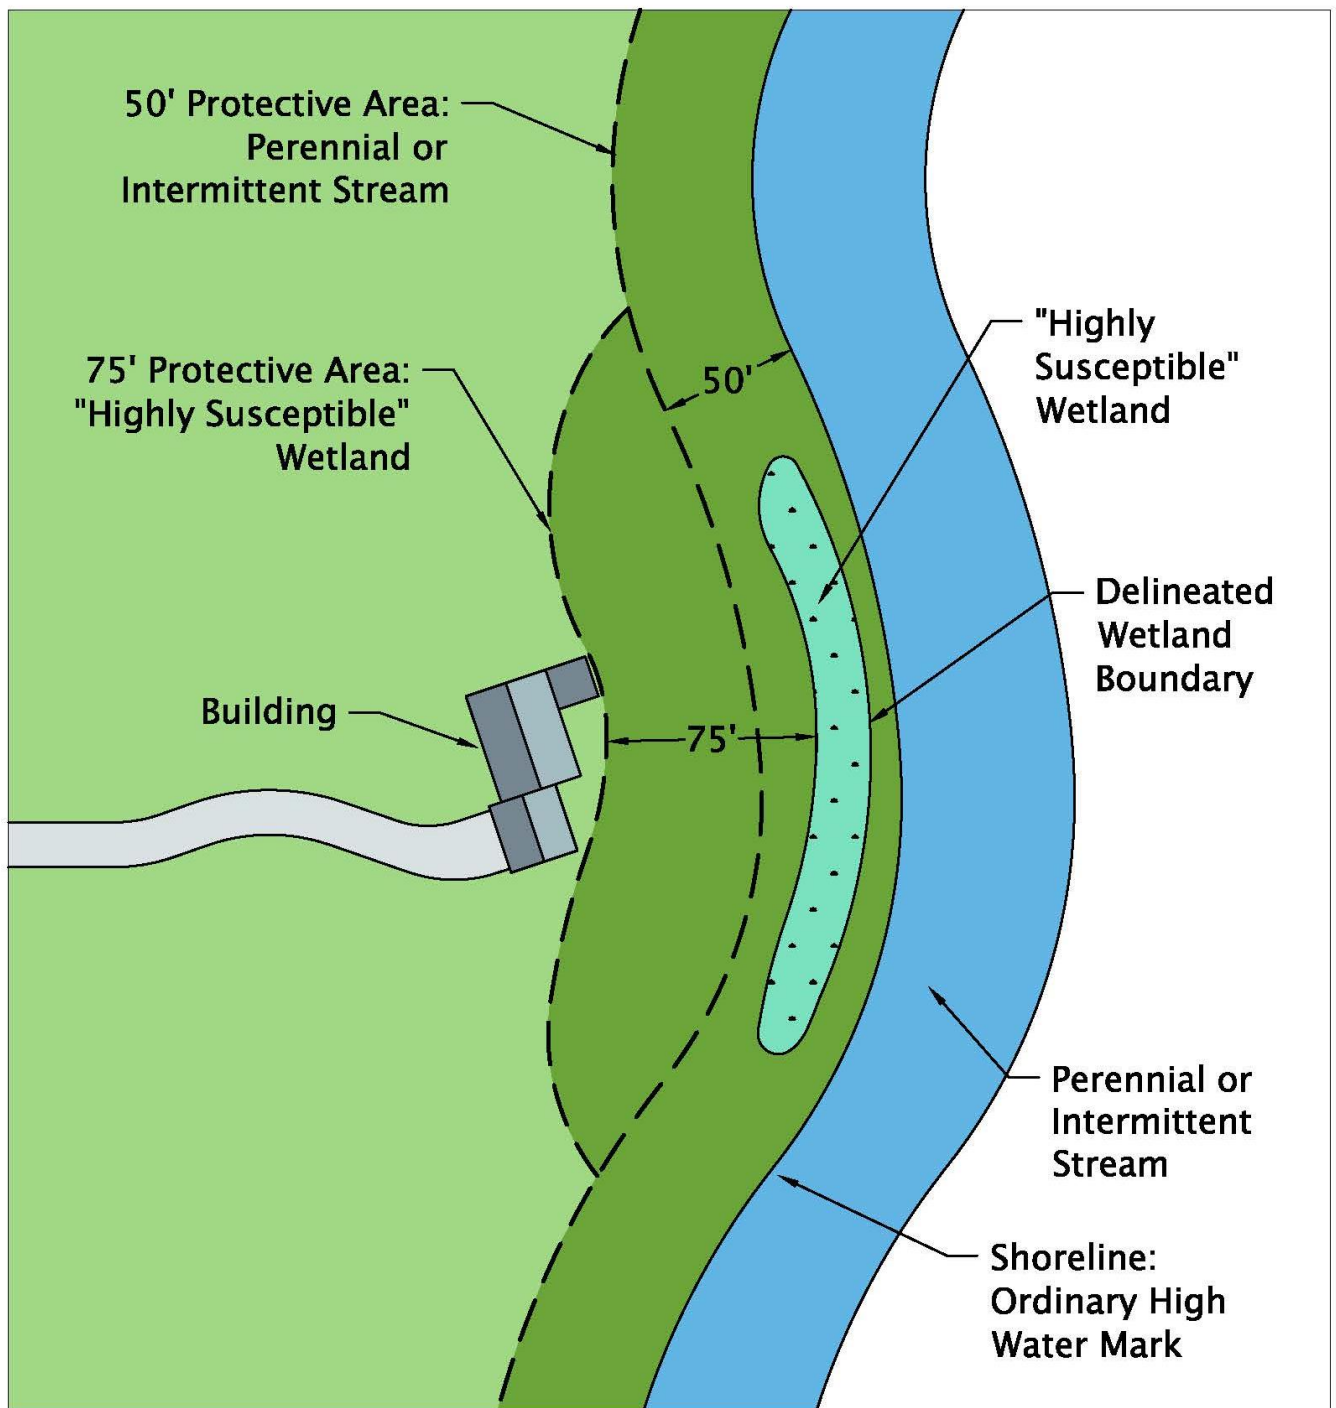 50' Protective Area:
Perennial or
Intermittent Stream
"Highly
Susceptible"
Wetland
75' Protective Area:
"Highly Susceptible"
Wetland
50'
Delineated
Wetland
Boundary
Building
75'
Perennial or
Intermittent
Stream
Shoreline:
Ordinary High
Water Mark